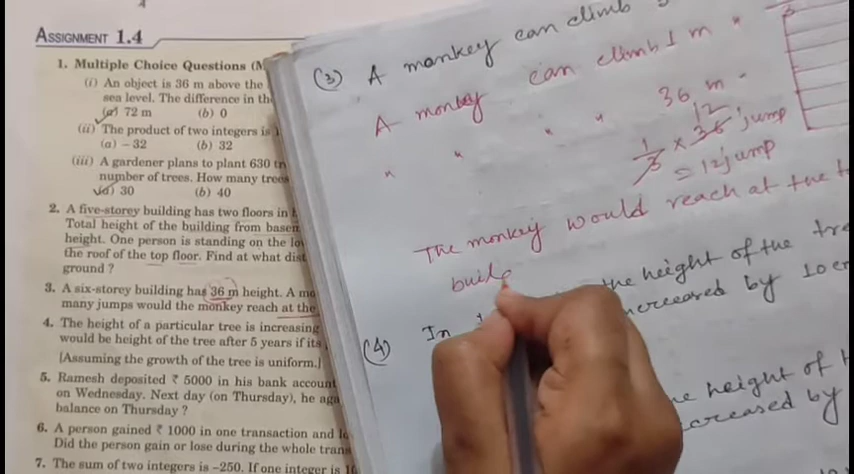 ASSIGNMENT 1.4
1. Multiple Choice Questions (M
(i) An object is 36 m above the
sea level. The difference in th
(a) 72 m (b) 0
(ii) The product of two integers is
(a) – 32 (b) 32
(iii) A gardener plans to plant 630 tr
number of trees. How many trees
(a) 30 (b) 40
2. A five-storey building has two floors in
Total height of the building from basem
height. One person is standing on the lo
the roof of the top floor. Find at what dist
ground ?
3. A six-storey building has 36 m height. A mo
many jumps would the monkey reach at the
4. The height of a particular tree is increasing
would be height of the tree after 5 years if its
[Assuming the growth of the tree is uniform.]
5. Ramesh deposited ₹ 5000 in his bank account
on Wednesday. Next day (on Thursday), he aga
balance on Thursday ?
6. A person gained ₹ 1000 in one transaction and lo
Did the person gain or lose during the whole trans
7. The sum of two integers is –250. If one integer is
(3) A monkey can climb
A monkey can climb 1 m "
" " " " 36 m "
1/3 × 36 12 jump
= 12 jump
The monkey would reach at the t
buil
(4) In the height of the tre
increased by 10 cm
height of
creased by